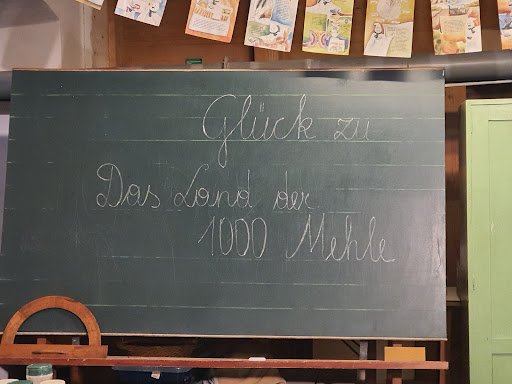 Glück zu
Das Land der
1000 Mehle